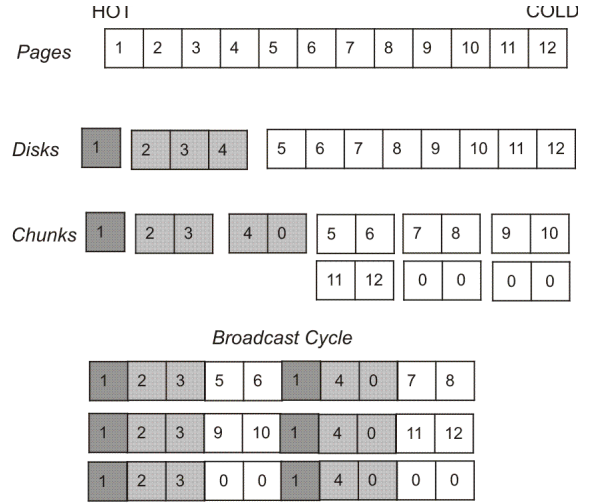 HOT COLD
Pages 1 2 3 4 5 6 7 8 9 10 11 12
Disks 1 2 3 4 5 6 7 8 9 10 11 12
Chunks 1 2 3 4 0 5 6 7 8 9 10
11 12 0 0 0 0
Broadcast Cycle
1 2 3 5 6 1 4 0 7 8
1 2 3 9 10 1 4 0 11 12
1 2 3 0 0 1 4 0 0 0